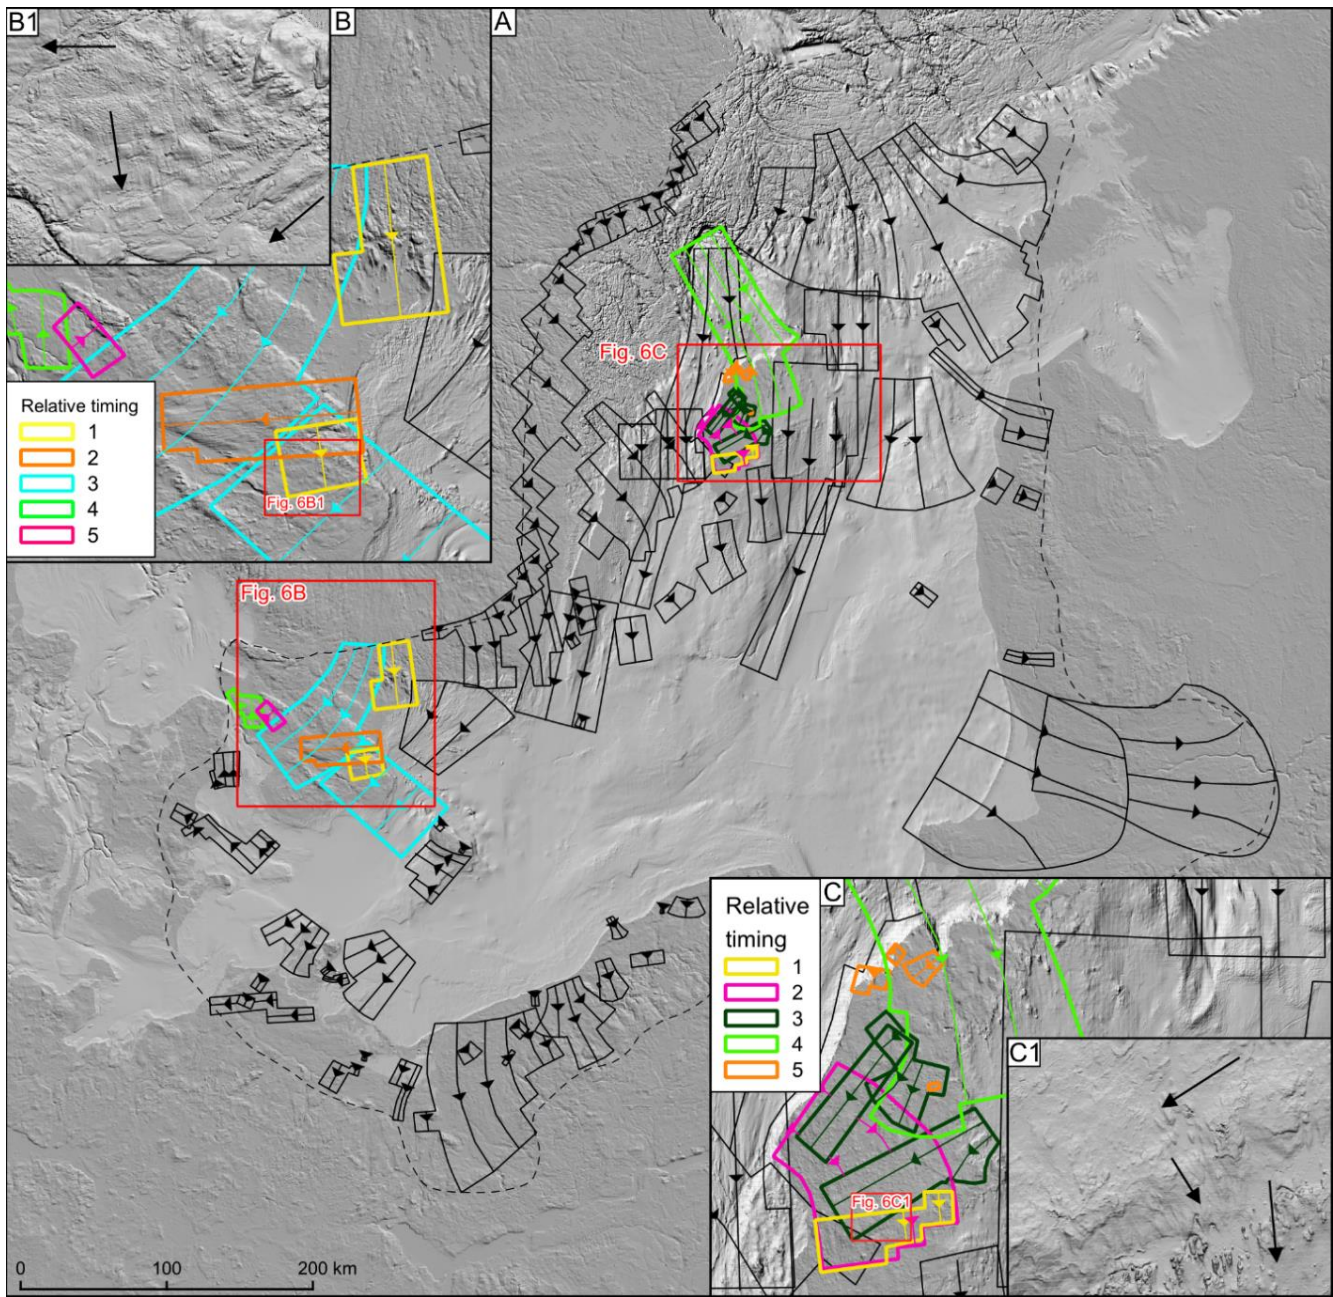 B1
B
A
Fig. 6C
Relative timing
1
2
3
4
5
Fig. 6B1
Fig. 6B
C
Relative
timing
1
2
3
4
5
C1
Fig. 6C1
0 100 200 km